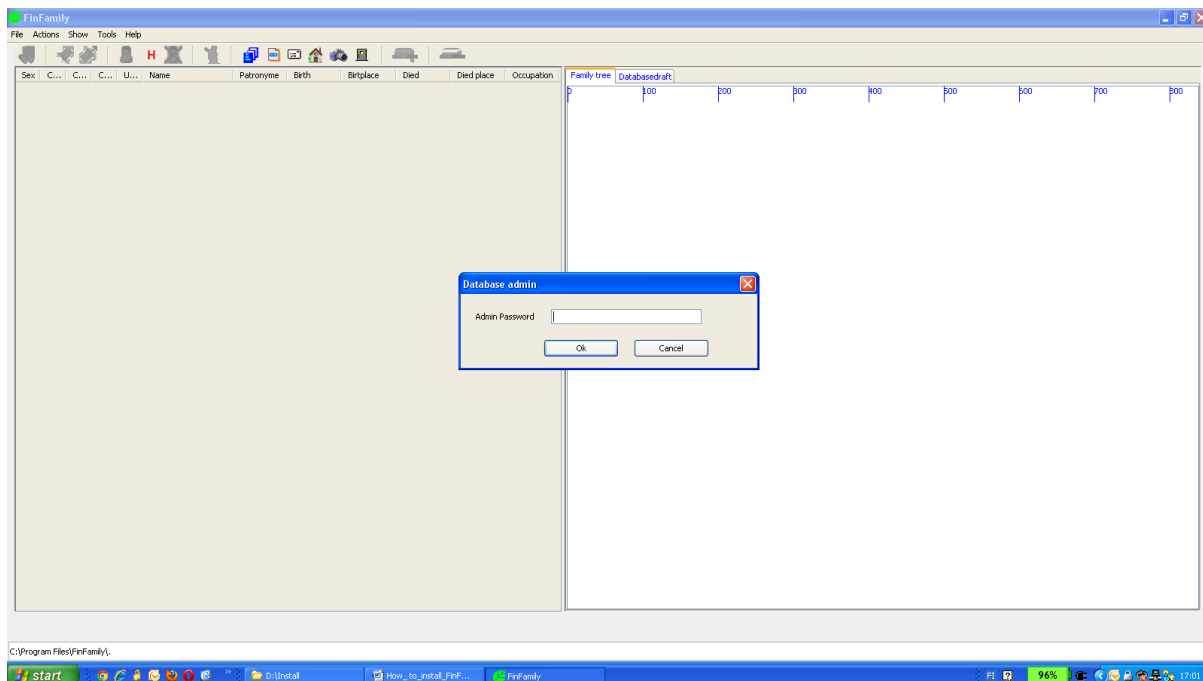 FinFamily
File Actions Show Tools Help
H
Sex C... C... C... U... Name Patronyme Birth Birtplace Died Died place Occupation
Family tree Databasedraft
0 100 200 300 400 500 600 700 800
Database admin
Admin Password
Ok Cancel
C:\Program Files\FinFamily\.
start D:\Install How_to_install_FinF... FinFamily FI 96% 17:01